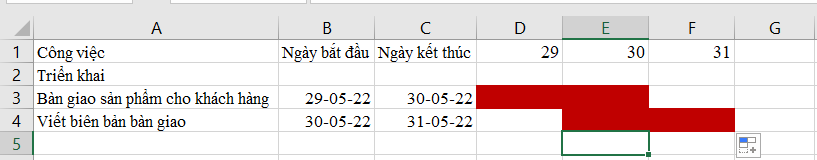 A B C D E F G
1 Công việc Ngày bắt đầu Ngày kết thúc 29 30 31
2 Triển khai
3 Bàn giao sản phẩm cho khách hàng 29-05-22 30-05-22
4 Viết biên bản bàn giao 30-05-22 31-05-22
5